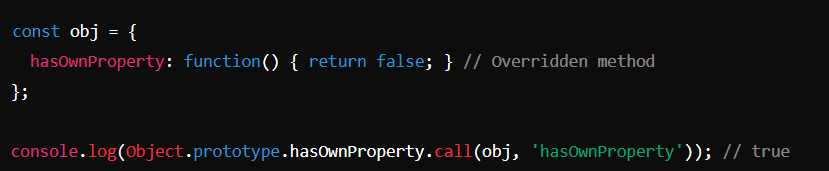 const obj = {
  hasOwnProperty: function() { return false; } // Overridden method
};
console.log(Object.prototype.hasOwnProperty.call(obj, 'hasOwnProperty')); // true